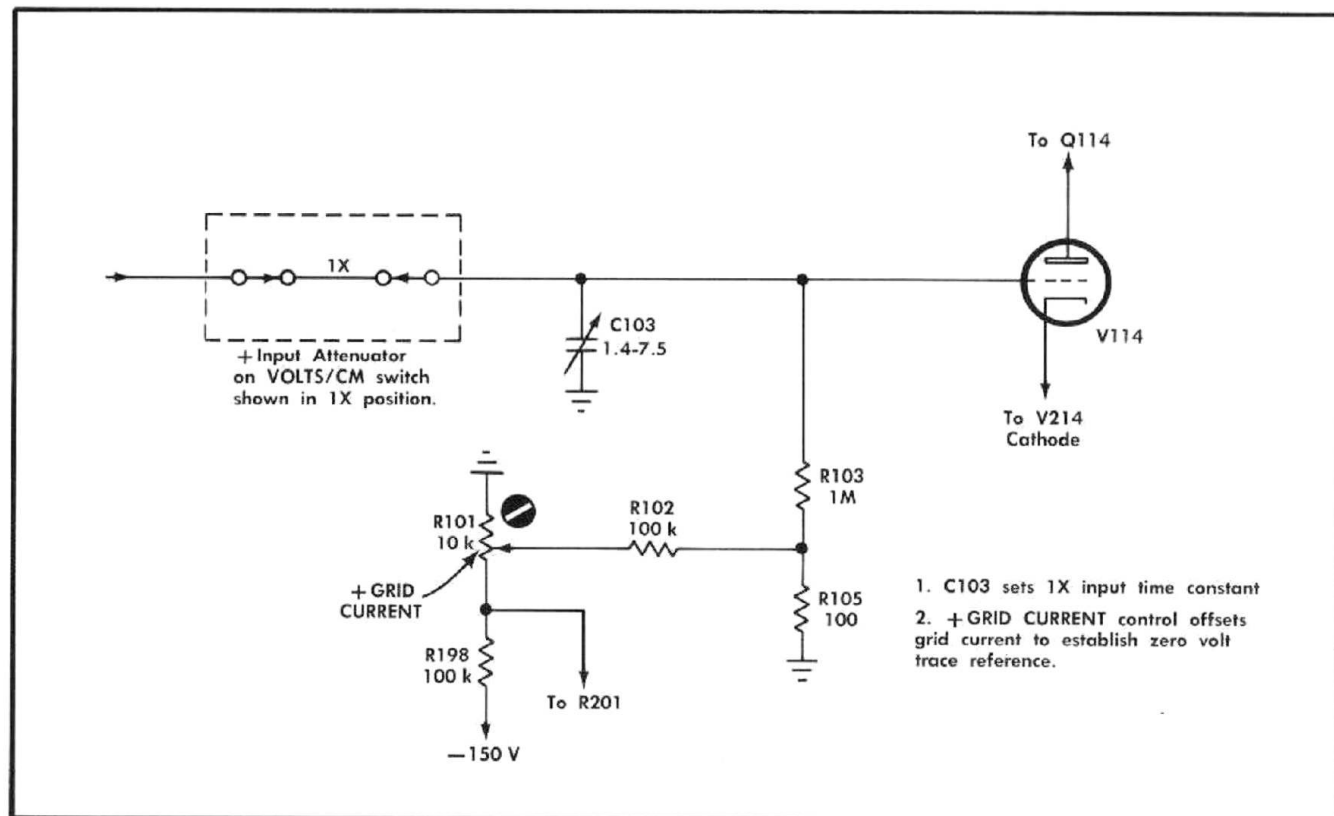 To Q114
1X
C103
1.4-7.5
V114
+Input Attenuator
on VOLTS/CM switch
shown in 1X position.
To V214
Cathode
R103
1M
R101
10 k
R102
100 k
+GRID
CURRENT
R105
100
R198
100 k
To R201
—150 V
1. C103 sets 1X input time constant
2. +GRID CURRENT control offsets
grid current to establish zero volt
trace reference.